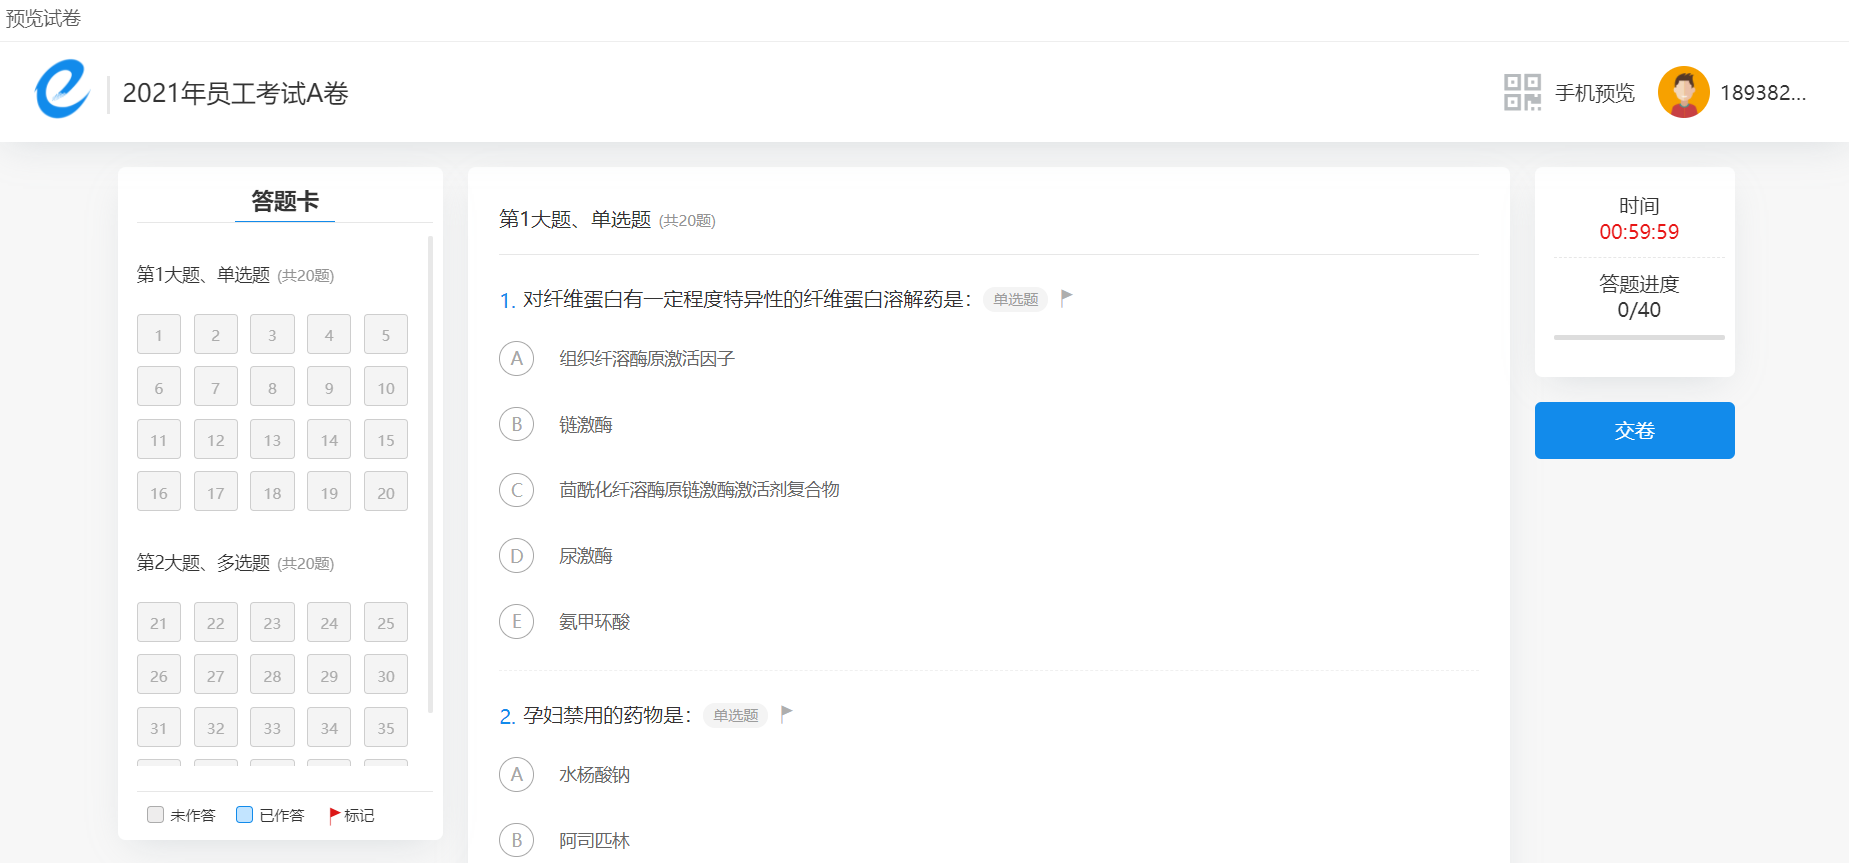 预览试卷
2021年员工考试A卷
手机预览
189382...
答题卡
第1大题、单选题 (共20题)
1 2 3 4 5
6 7 8 9 10
11 12 13 14 15
16 17 18 19 20
第2大题、多选题 (共20题)
21 22 23 24 25
26 27 28 29 30
31 32 33 34 35
未作答 已作答 标记
第1大题、单选题 (共20题)
1. 对纤维蛋白有一定程度特异性的纤维蛋白溶解药是： 单选题
A 组织纤溶酶原激活因子
B 链激酶
C 茴酰化纤溶酶原链激酶激活剂复合物
D 尿激酶
E 氨甲环酸
2. 孕妇禁用的药物是： 单选题
A 水杨酸钠
B 阿司匹林
时间
00:59:59
答题进度
0/40
交卷